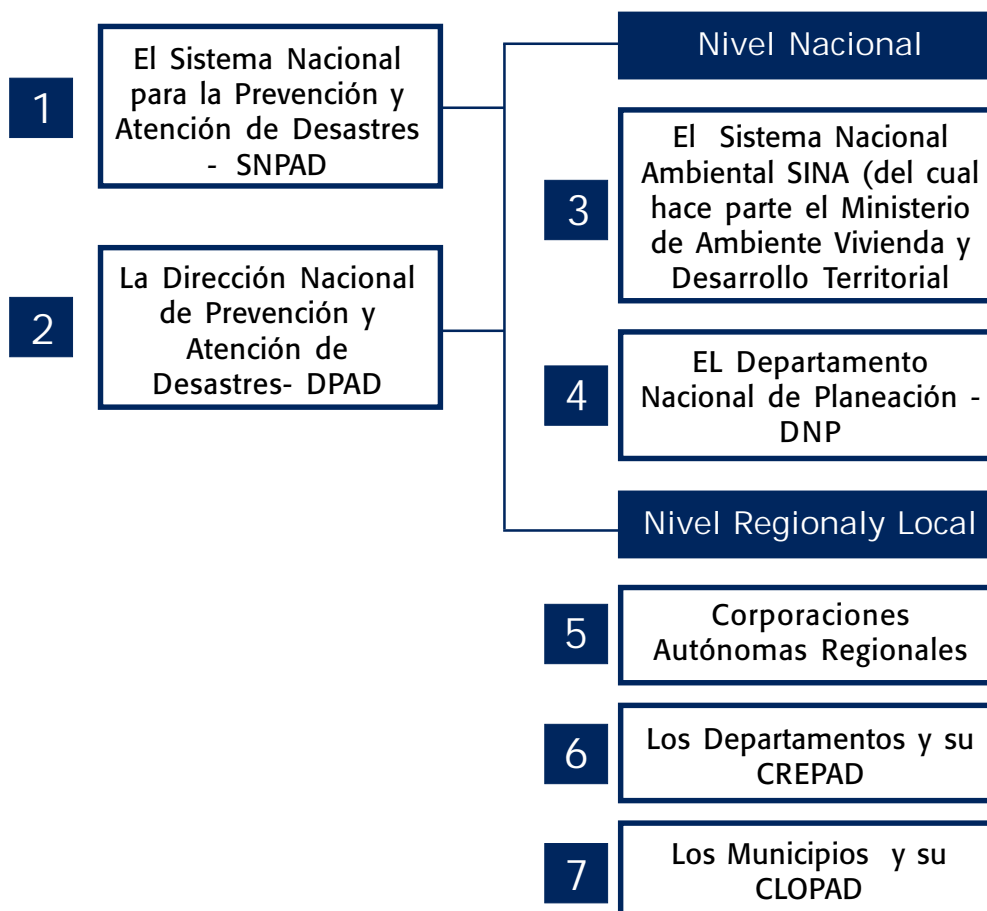 1
El Sistema Nacional
para la Prevención y
Atención de Desastres
- SNPAD
2
La Dirección Nacional
de Prevención y
Atención de
Desastres- DPAD
Nivel Nacional
3
El Sistema Nacional
Ambiental SINA (del cual
hace parte el Ministerio
de Ambiente Vivienda y
Desarrollo Territorial
4
EL Departamento
Nacional de Planeación -
DNP
Nivel Regionaly Local
5
Corporaciones
Autónomas Regionales
6
Los Departamentos y su
CREPAD
7
Los Municipios y su
CLOPAD